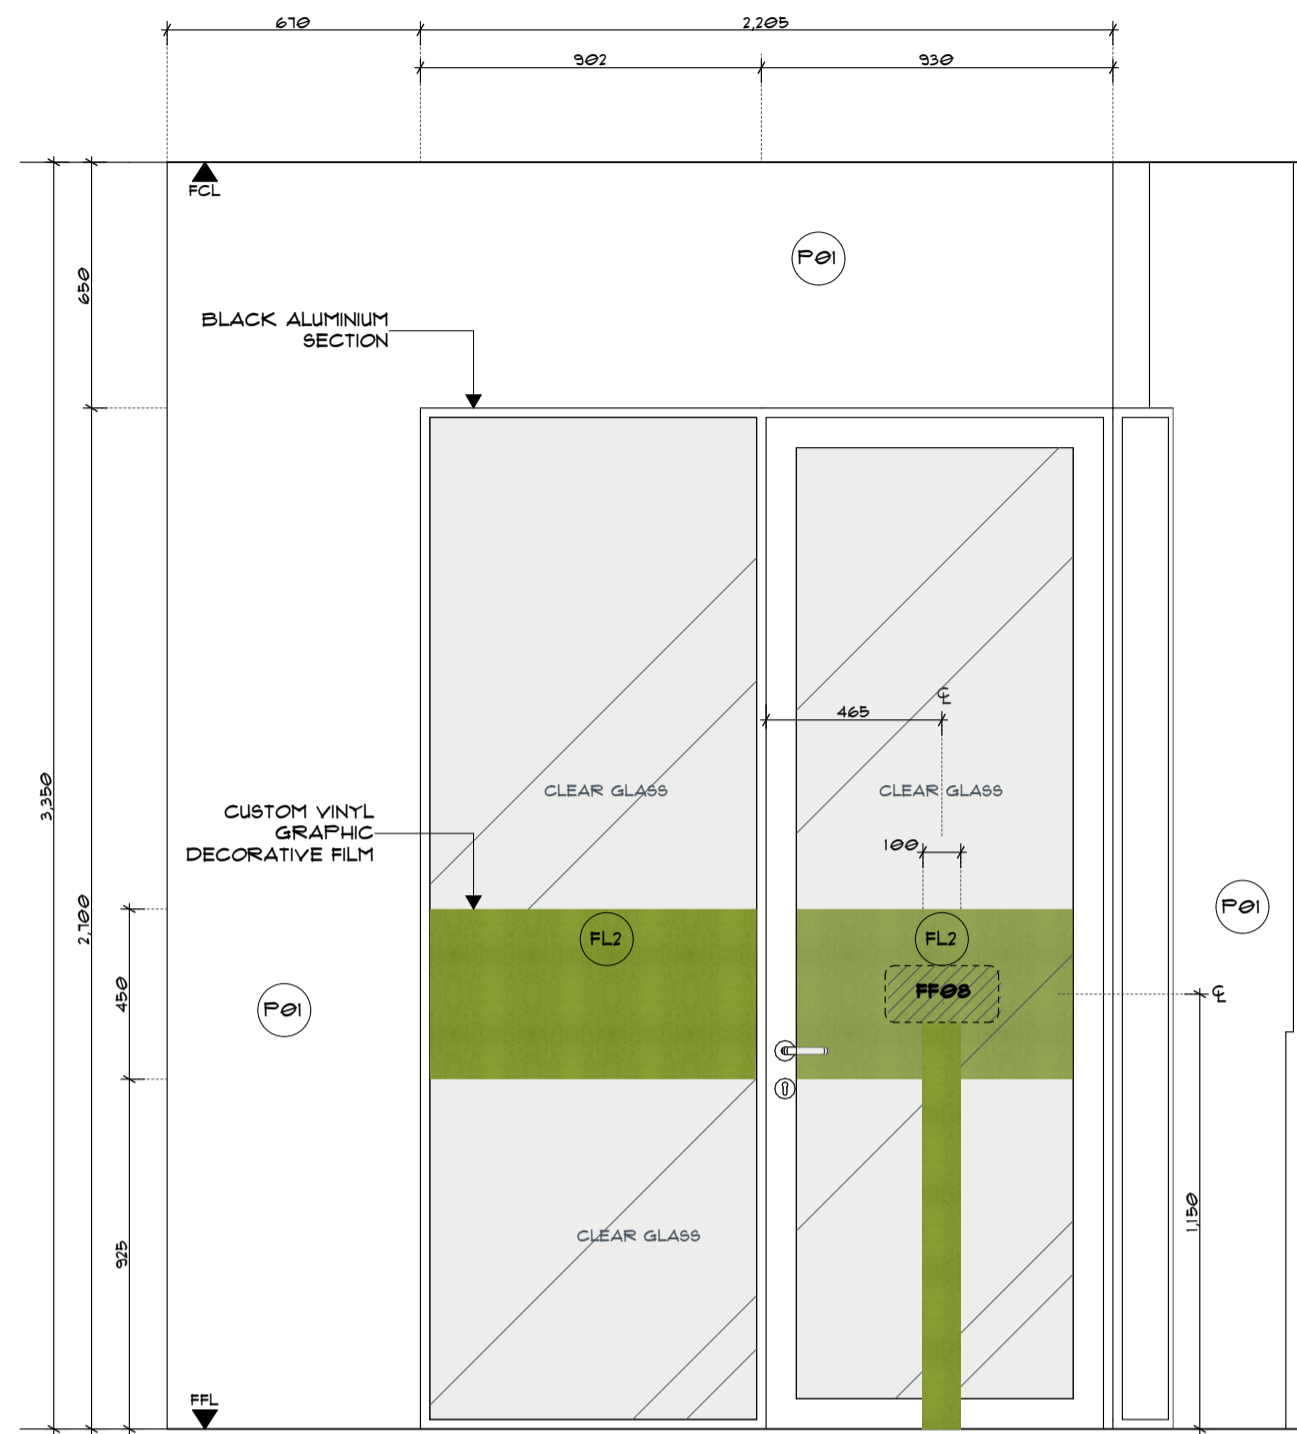 670
2,205
902
930
FCL
P01
650
BLACK ALUMINIUM
SECTION
465
℄
3,350
CLEAR GLASS
CLEAR GLASS
CUSTOM VINYL
GRAPHIC
DECORATIVE FILM
100
2,700
P01
FL2
FL2
450
FF08
℄
P01
1,150
CLEAR GLASS
925
FFL